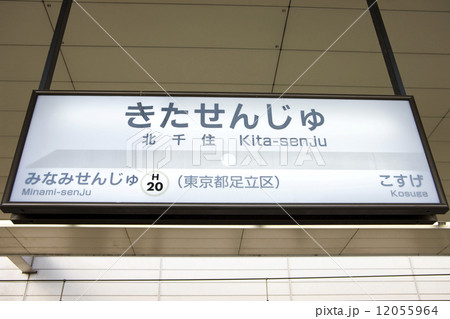 きたせんじゅ
北千住 Kita-senju
みなみせんじゅ H 20 (東京都足立区) こすげ
Minami-senju Kosuge
12055964